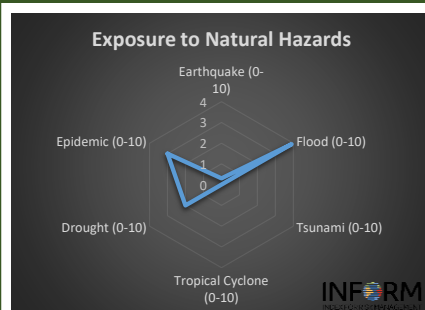 Exposure to Natural Hazards
Earthquake (0-
10)
4
3
2
1
0
Flood (0-10)
Tsunami (0-10)
Tropical Cyclone
(0-10)
Drought (0-10)
Epidemic (0-10)
INFORM